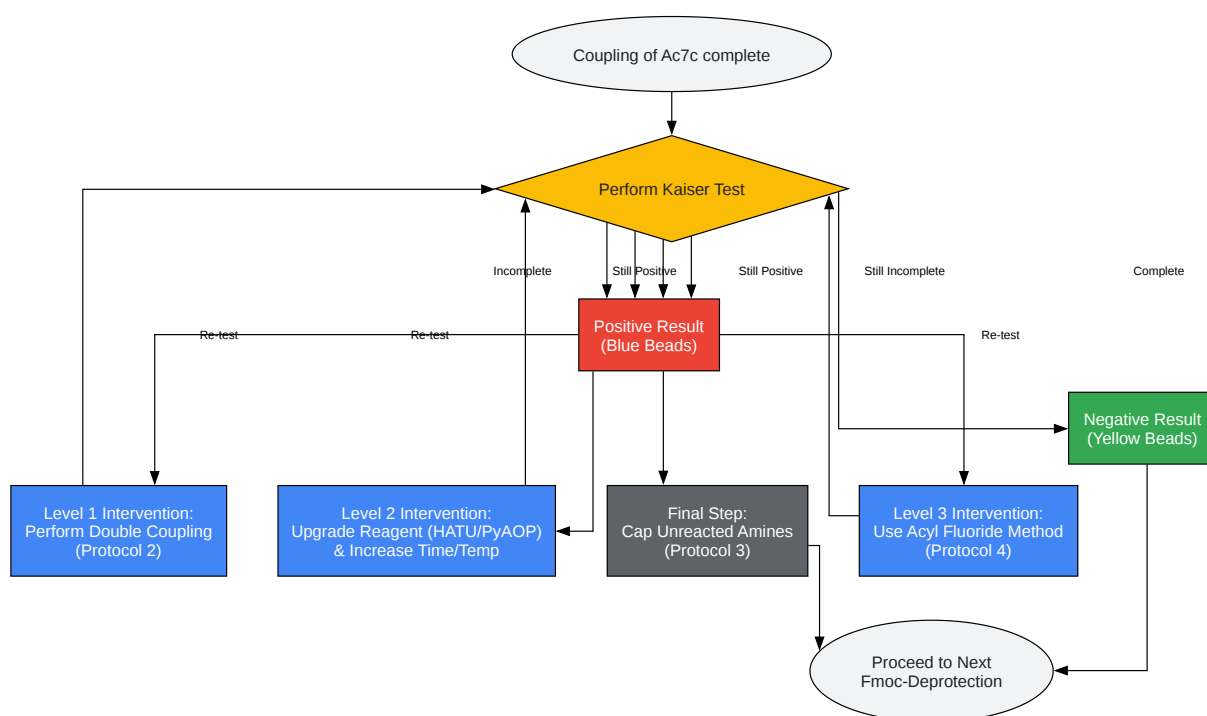 Coupling of Ac7c complete
Perform Kaiser Test
Incomplete
Still Positive
Still Positive
Still Incomplete
Complete
Positive Result
(Blue Beads)
Re-test
Re-test
Re-test
Negative Result
(Yellow Beads)
Level 1 Intervention:
Perform Double Coupling
(Protocol 2)
Level 2 Intervention:
Upgrade Reagent (HATU/PyAOP)
& Increase Time/Temp
Final Step:
Cap Unreacted Amines
(Protocol 3)
Level 3 Intervention:
Use Acyl Fluoride Method
(Protocol 4)
Proceed to Next
Fmoc-Deprotection